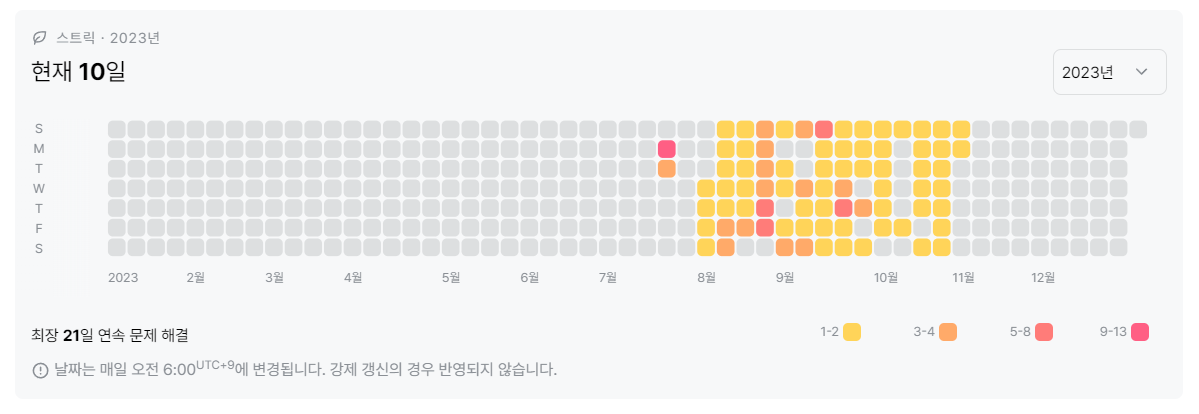 스트릭 · 2023년
현재 10일
2023년
S
M
T
W
T
F
S
2023 2월 3월 4월 5월 6월 7월 8월 9월 10월 11월 12월
최장 21일 연속 문제 해결
1-2 3-4 5-8 9-13
날짜는 매일 오전 6:00UTC+9에 변경됩니다. 강제 갱신의 경우 반영되지 않습니다.